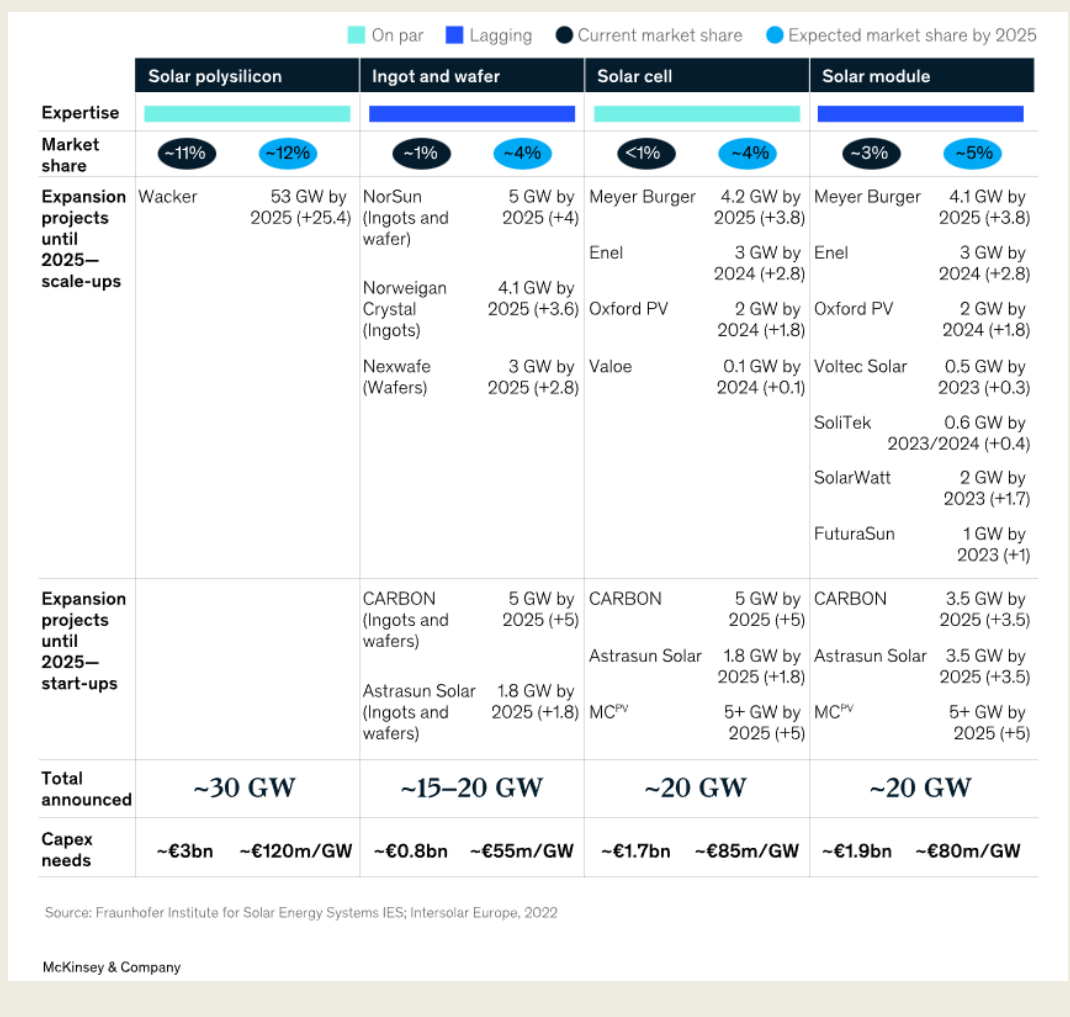 On par Lagging Current market share Expected market share by 2025
Solar polysilicon Ingot and wafer Solar cell Solar module
Expertise
Market share ~11% ~12% ~1% ~4% <1% ~4% ~3% ~5%
Expansion projects until 2025—scale-ups
Wacker 53 GW by
2025 (+25.4)
NorSun 5 GW by
(Ingots and 2025 (+4)
wafer)
Norweigan 4.1 GW by
Crystal 2025 (+3.6)
(Ingots)
Nexwafe 3 GW by
(Wafers) 2025 (+2.8)
Meyer Burger 4.2 GW by
2025 (+3.8)
Enel 3 GW by
2024 (+2.8)
Oxford PV 2 GW by
2024 (+1.8)
Valoe 0.1 GW by
2024 (+0.1)
Meyer Burger 4.1 GW by
2025 (+3.8)
Enel 3 GW by
2024 (+2.8)
Oxford PV 2 GW by
2024 (+1.8)
Voltec Solar 0.5 GW by
2023 (+0.3)
SoliTek 0.6 GW by
2023/2024 (+0.4)
SolarWatt 2 GW by
2023 (+1.7)
FuturaSun 1 GW by
2023 (+1)
Expansion projects until 2025—start-ups
CARBON 5 GW by
(Ingots and 2025 (+5)
wafers)
Astrasun Solar 1.8 GW by
(Ingots and 2025 (+1.8)
wafers)
CARBON 5 GW by
2025 (+5)
Astrasun Solar 1.8 GW by
2025 (+1.8)
MCPV 5+ GW by
2025 (+5)
CARBON 3.5 GW by
2025 (+3.5)
Astrasun Solar 3.5 GW by
2025 (+3.5)
MCPV 5+ GW by
2025 (+5)
Total announced ~30 GW ~15–20 GW ~20 GW ~20 GW
Capex needs ~€3bn ~€120m/GW ~€0.8bn ~€55m/GW ~€1.7bn ~€85m/GW ~€1.9bn ~€80m/GW
Source: Fraunhofer Institute for Solar Energy Systems IES; Intersolar Europe, 2022
McKinsey & Company